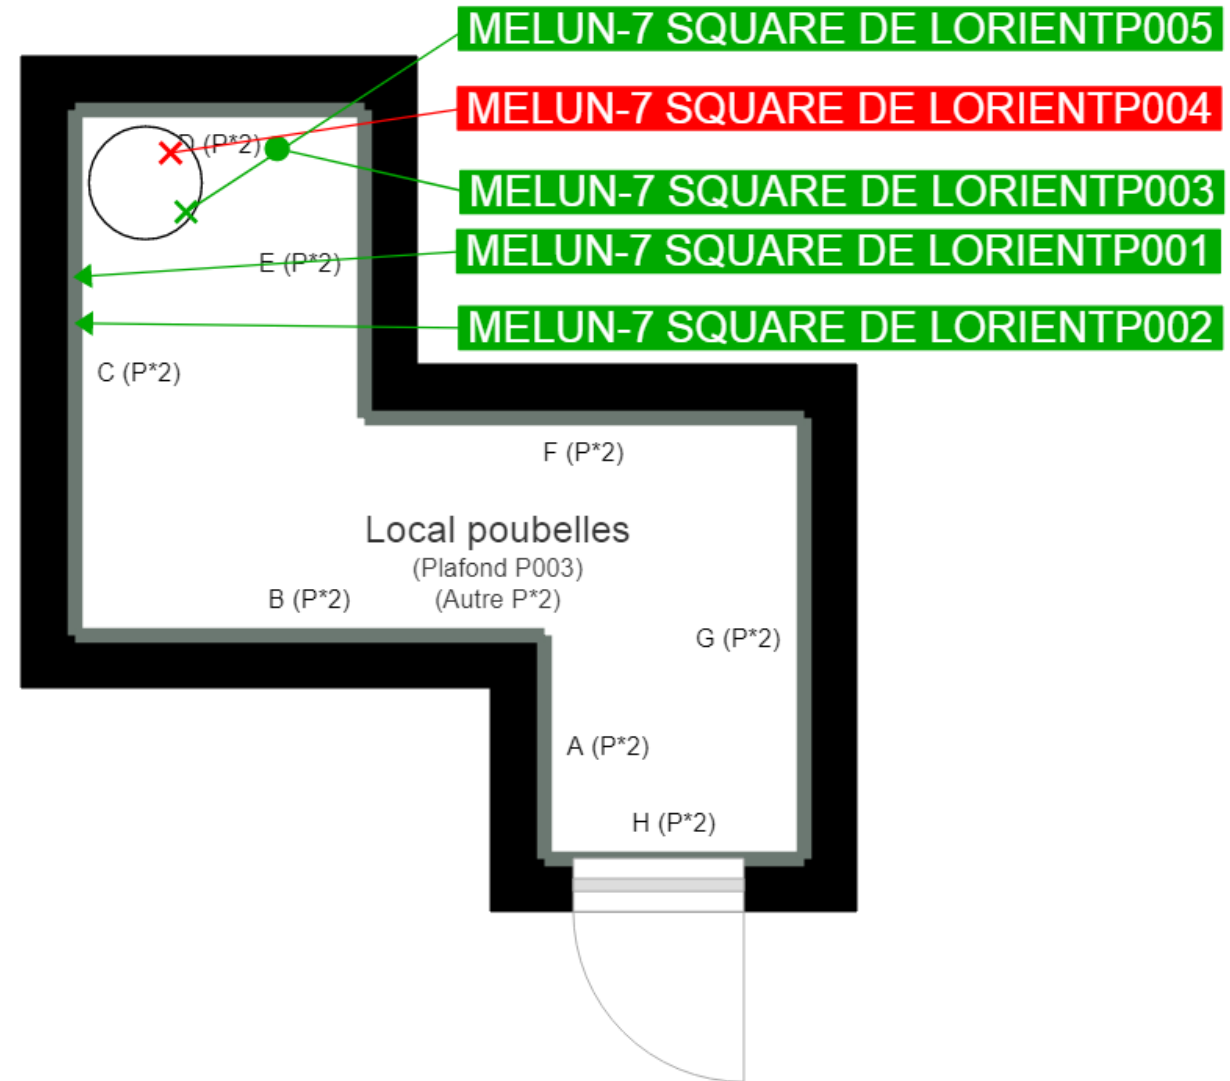 MELUN-7 SQUARE DE LORIENTP005
MELUN-7 SQUARE DE LORIENTP004
D (P*2)
MELUN-7 SQUARE DE LORIENTP003
MELUN-7 SQUARE DE LORIENTP001
E (P*2)
MELUN-7 SQUARE DE LORIENTP002
C (P*2)
F (P*2)
Local poubelles
(Plafond P003)
(Autre P*2)
B (P*2)
G (P*2)
A (P*2)
H (P*2)